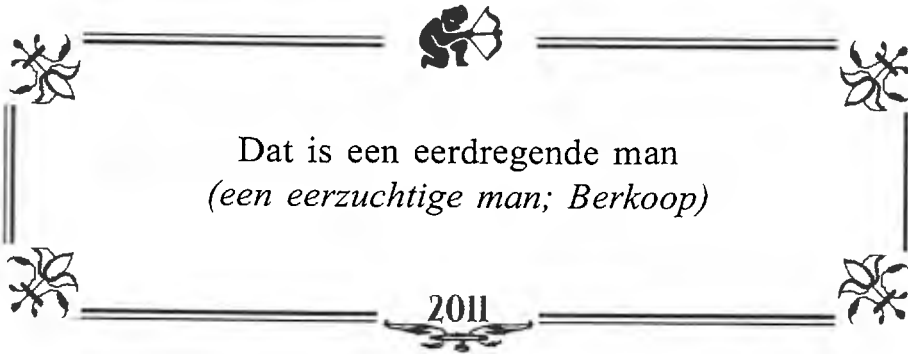 Dat is een eerdregende man
(een eerzuchtige man; Berkoop)
2011